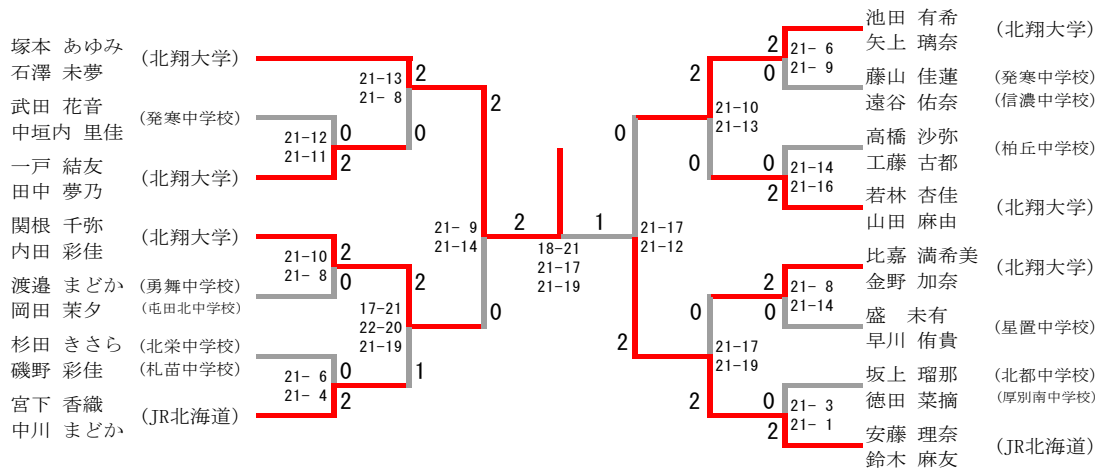 塚本 あゆみ
石澤 未夢
(北翔大学)
武田 花音
中垣内 里佳
(発寒中学校)
一戸 結友
田中 夢乃
(北翔大学)
関根 千弥
内田 彩佳
(北翔大学)
渡邉 まどか (勇舞中学校)
岡田 茉夕 (屯田北中学校)
杉田 きさら (北栄中学校)
磯野 彩佳 (札苗中学校)
宮下 香織
中川 まどか
(JR北海道)
21-12
21-11
0
2
21-10
21- 8
2
0
21- 6
21- 4
0
2
21-13
21- 8
2
0
17-21
22-20
21-19
2
1
21- 9
21-14
2
0
2
1
18-21
21-17
21-19
21-17
21-12
0
2
21-10
21-13
2
0
21-17
21-19
0
2
21- 6
21- 9
2
0
21-14
21-16
0
2
21- 8
21-14
2
0
21- 3
21- 1
0
2
池田 有希
矢上 璃奈
(北翔大学)
藤山 佳蓮 (発寒中学校)
遠谷 佑奈 (信濃中学校)
高橋 沙弥
工藤 古都
(柏丘中学校)
若林 杏佳
山田 麻由
(北翔大学)
比嘉 満希美
金野 加奈
(北翔大学)
盛 未有
早川 侑貴
(星置中学校)
坂上 瑠那 (北都中学校)
徳田 菜摘 (厚別南中学校)
安藤 理奈
鈴木 麻友
(JR北海道)